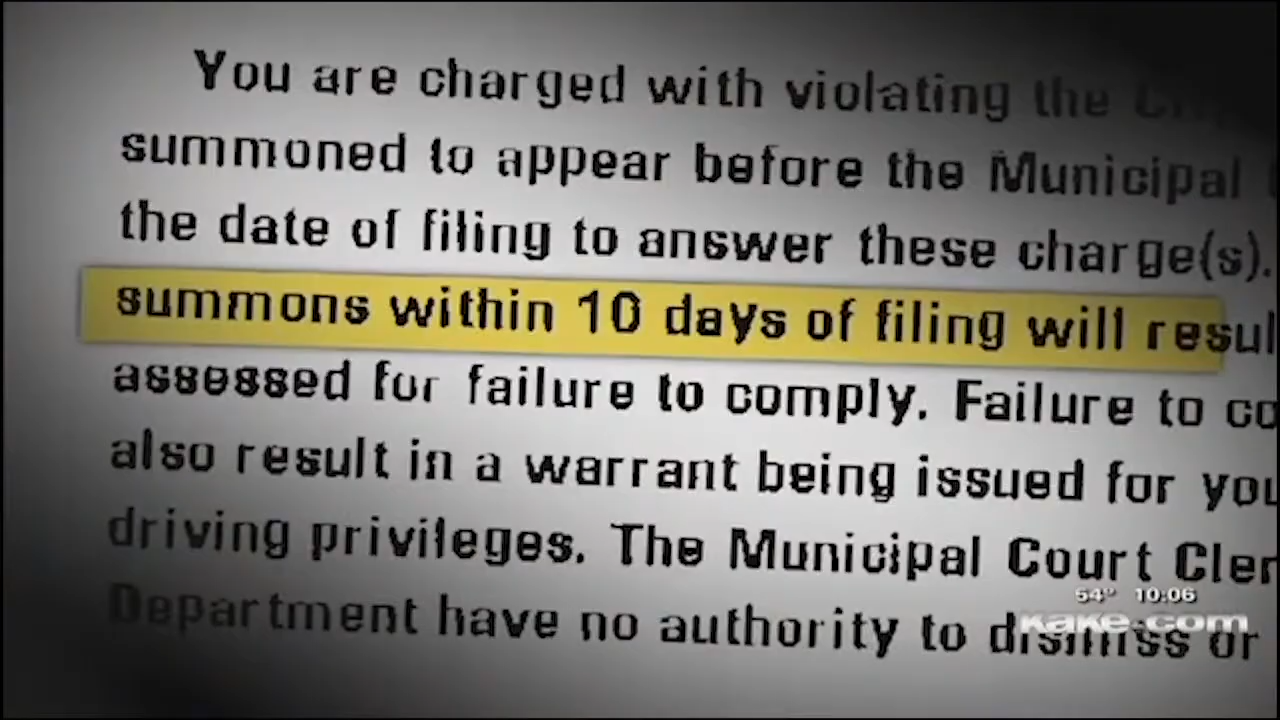 You are charged with violating the
summoned to appear before the Municipal
the date of filing to answer these charge(s).
summons within 10 days of filing will resul
assessed for failure to comply. Failure to co
also result in a warrant being issued for you
driving privileges. The Municipal Court Cler
Department have no authority to dismiss or
54° 10:06
kake.com